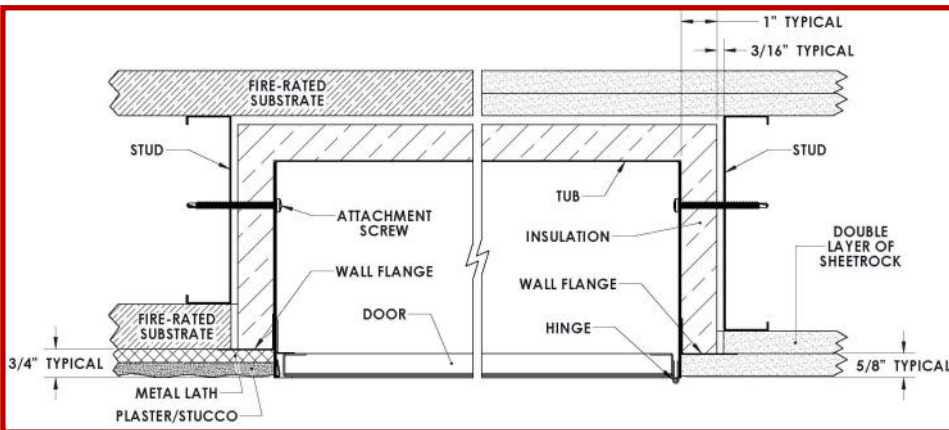 1" TYPICAL
3/16" TYPICAL
FIRE-RATED
SUBSTRATE
STUD
STUD
TUB
ATTACHMENT
SCREW
INSULATION
DOUBLE
LAYER OF
SHEETROCK
WALL FLANGE
WALL FLANGE
FIRE-RATED
SUBSTRATE
DOOR
HINGE
3/4" TYPICAL
5/8" TYPICAL
METAL LATH
PLASTER/STUCCO